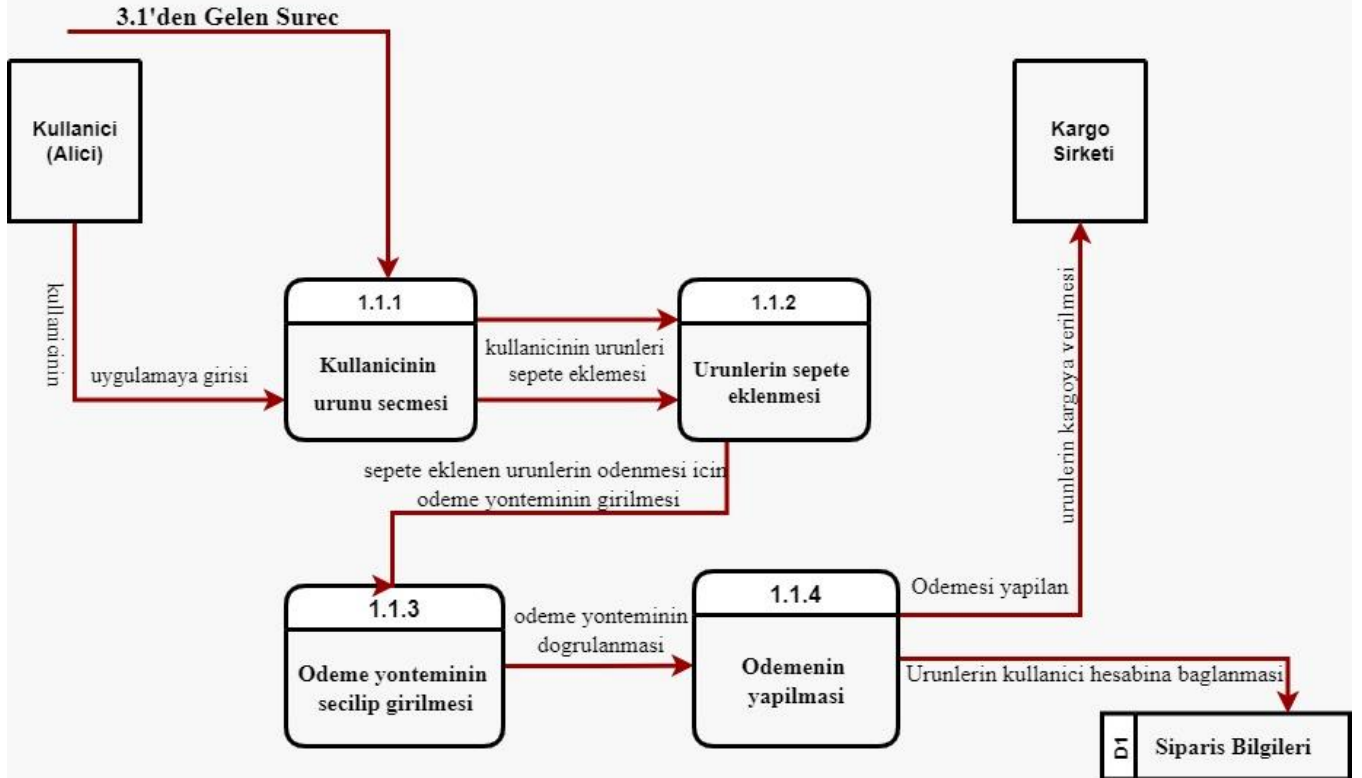 3.1'den Gelen Surec
Kullanici
(Alici)
Kargo
Sirketi
kullanicinin
uygulamaya girisi
1.1.1
Kullanicinin
urunu secmesi
kullanicinin urunleri
sepete eklemesi
1.1.2
Urunlerin sepete
eklenmesi
urunlerin kargoya verilmesi
sepete eklenen urunlerin odenmesi icin
odeme yonteminin girilmesi
1.1.3
Odeme yonteminin
secilip girilmesi
odeme yonteminin
dogrulanmasi
1.1.4
Odemenin
yapilmasi
Odemesi yapilan
Urunlerin kullanici hesabina baglanmasi
D1
Siparis Bilgileri